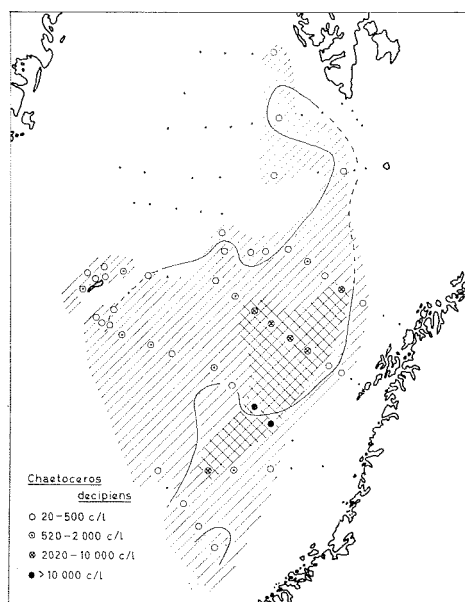 Chaetoceros
decipiens
20-500 c/l
520-2 000 c/l
2020-10 000 c/l
>10 000 c/l